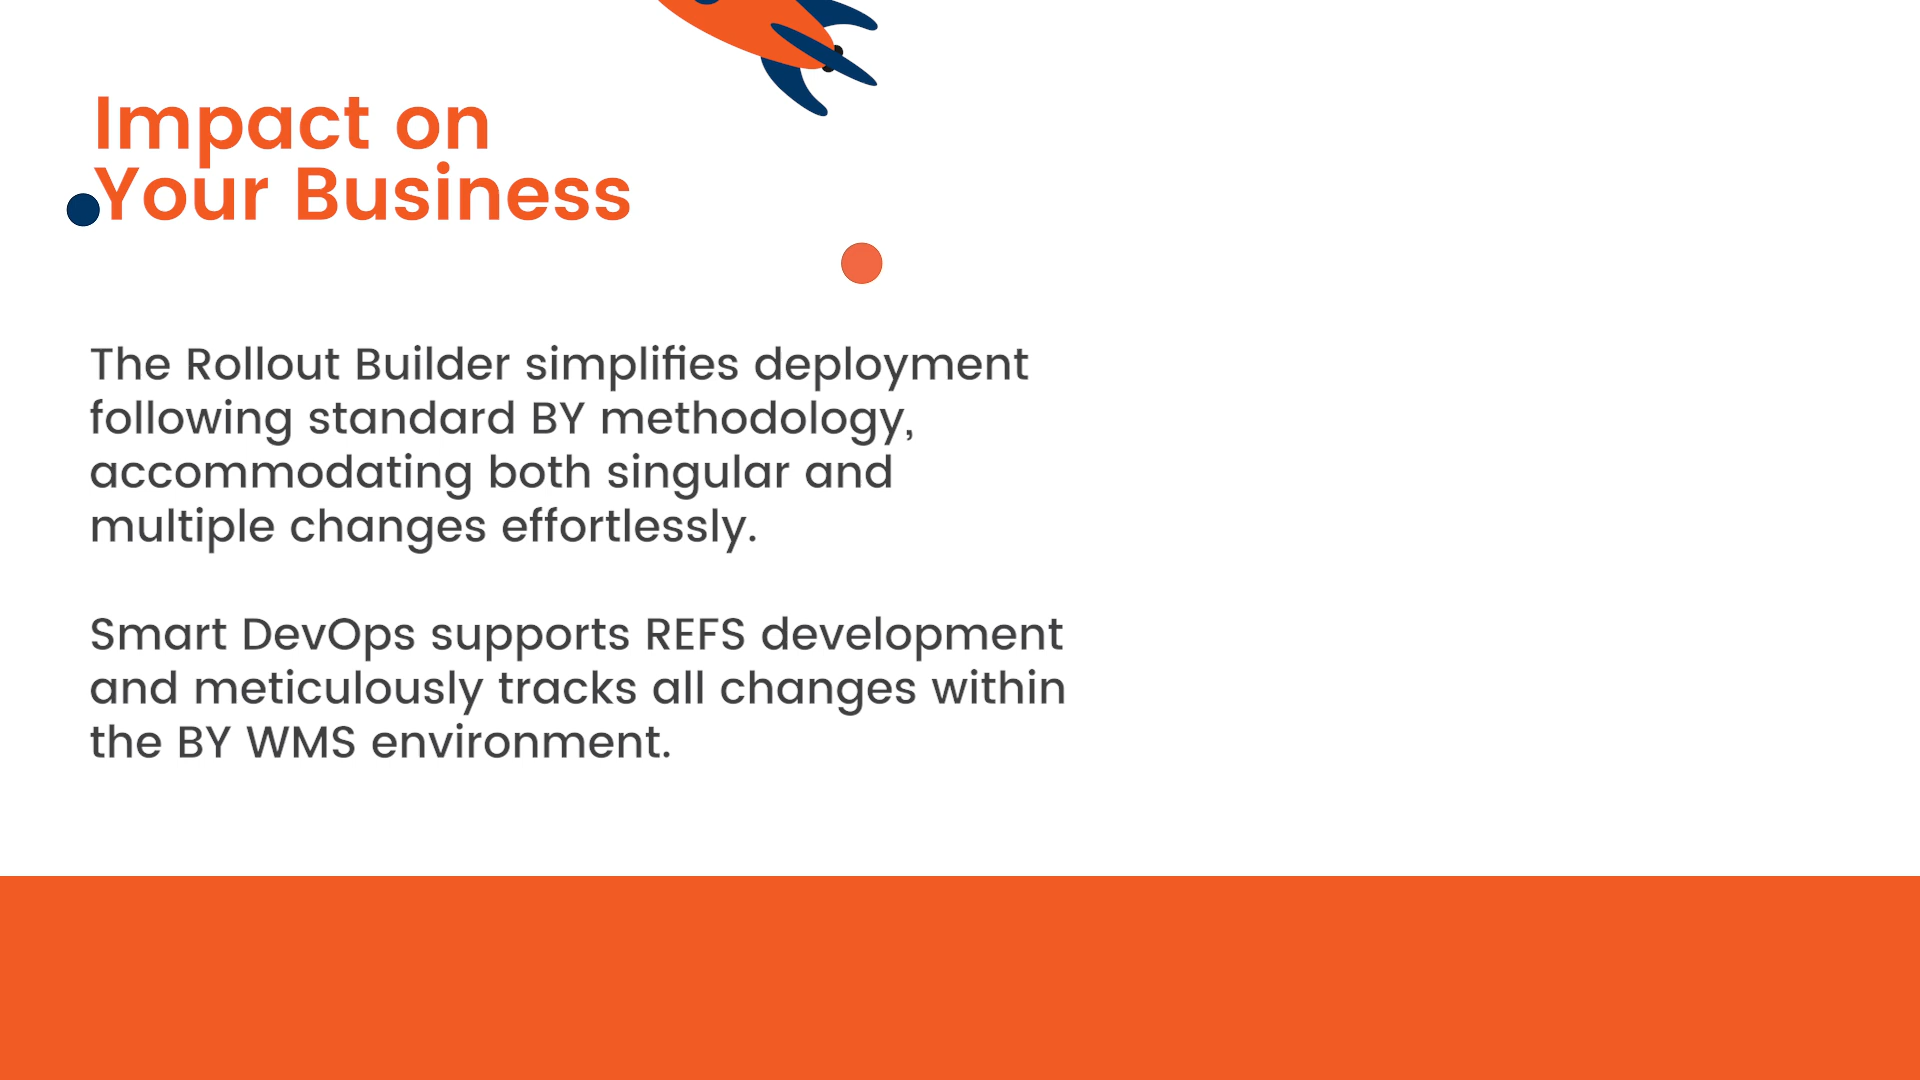 Impact on
Your Business
The Rollout Builder simplifies deployment
following standard BY methodology,
accommodating both singular and
multiple changes effortlessly.
Smart DevOps supports REFS development
and meticulously tracks all changes within
the BY WMS environment.